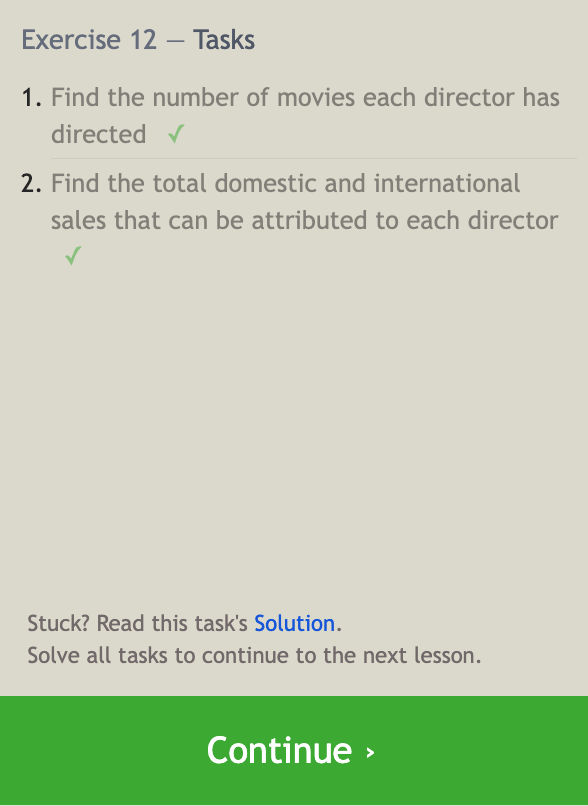 Exercise 12 — Tasks
1. Find the number of movies each director has
directed ✓
2. Find the total domestic and international
sales that can be attributed to each director
✓
Stuck? Read this task's Solution.
Solve all tasks to continue to the next lesson.
Continue ›